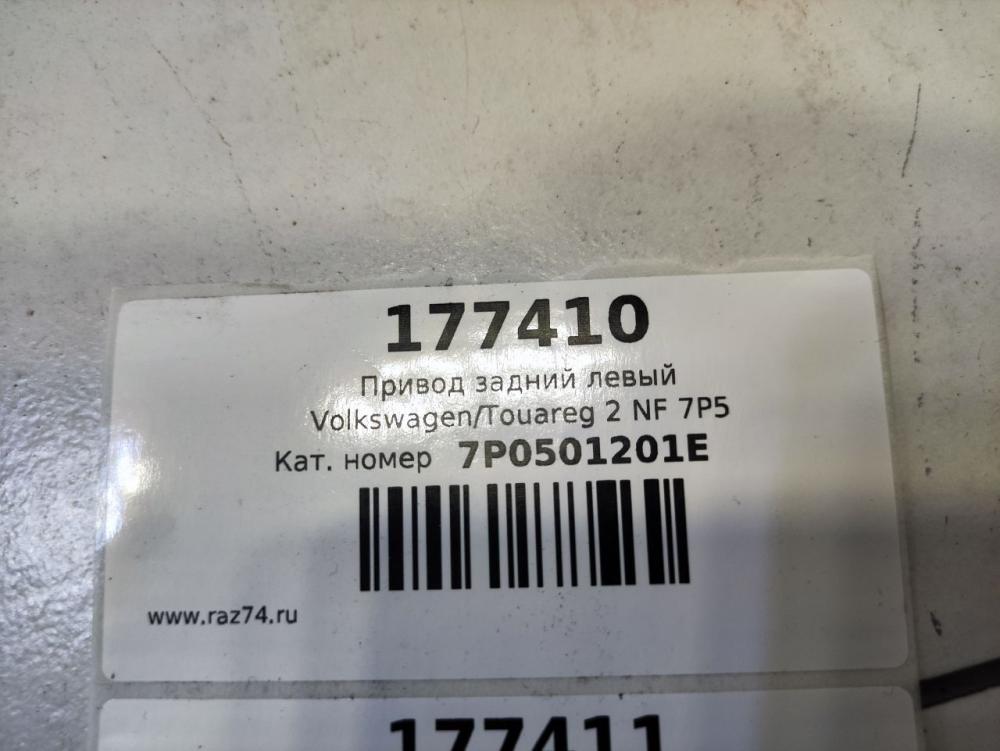 177410
Привод задний левый
Volkswagen/Touareg 2 NF 7P5
Кат. номер 7P0501201E
www.raz74.ru
177411